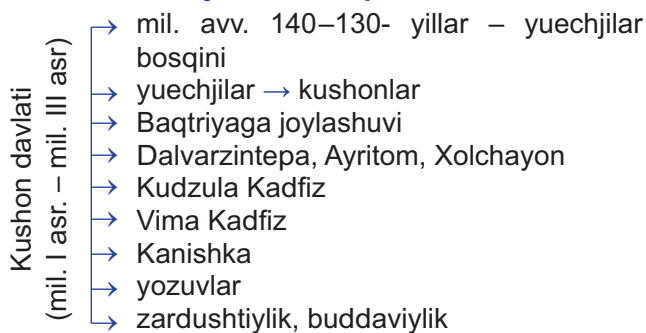 Kushon davlati
(mil. I asr. – mil. III asr)
mil. avv. 140–130- yillar – yuechjilar
bosqini
yuechjilar → kushonlar
Baqtriyaga joylashuvi
Dalvarzintepa, Ayritom, Xolchayon
Kudzula Kadfiz
Vima Kadfiz
Kanishka
yozuvlar
zardushtiylik, buddaviylik